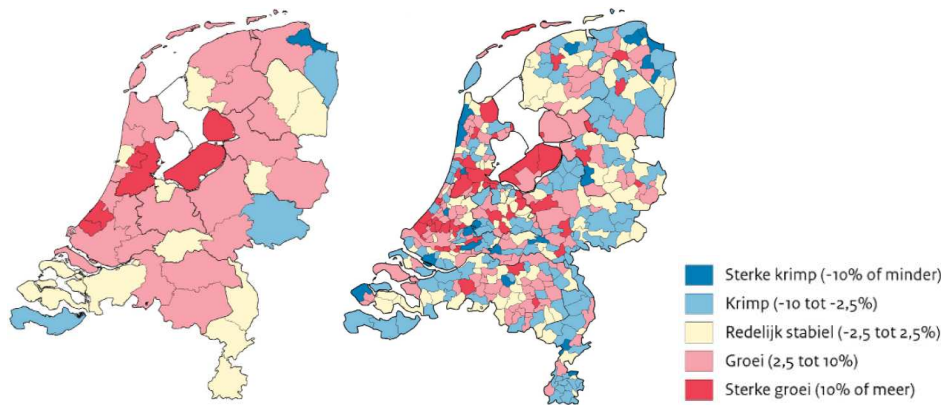 Sterke krimp (-10% of minder)
Krimp (-10 tot -2,5%)
Redelijk stabiel (-2,5 tot 2,5%)
Groei (2,5 tot 10%)
Sterke groei (10% of meer)